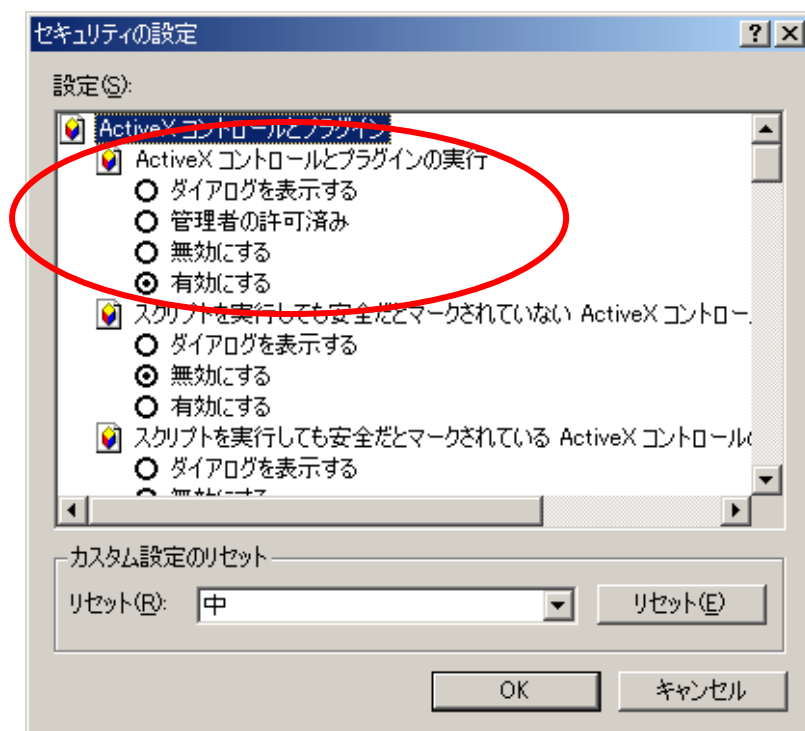 セキュリティの設定
設定(S):
ActiveX コントロールとプラグイン
ActiveX コントロールとプラグインの実行
ダイアログを表示する
管理者の許可済み
無効にする
有効にする
スクリプトを実行しても安全だとマークされていない ActiveX コントロー
ダイアログを表示する
無効にする
有効にする
スクリプトを実行しても安全だとマークされている ActiveX コントロール
ダイアログを表示する
無効にする
カスタム設定のリセット
リセット(R): 中 リセット(E)
OK キャンセル